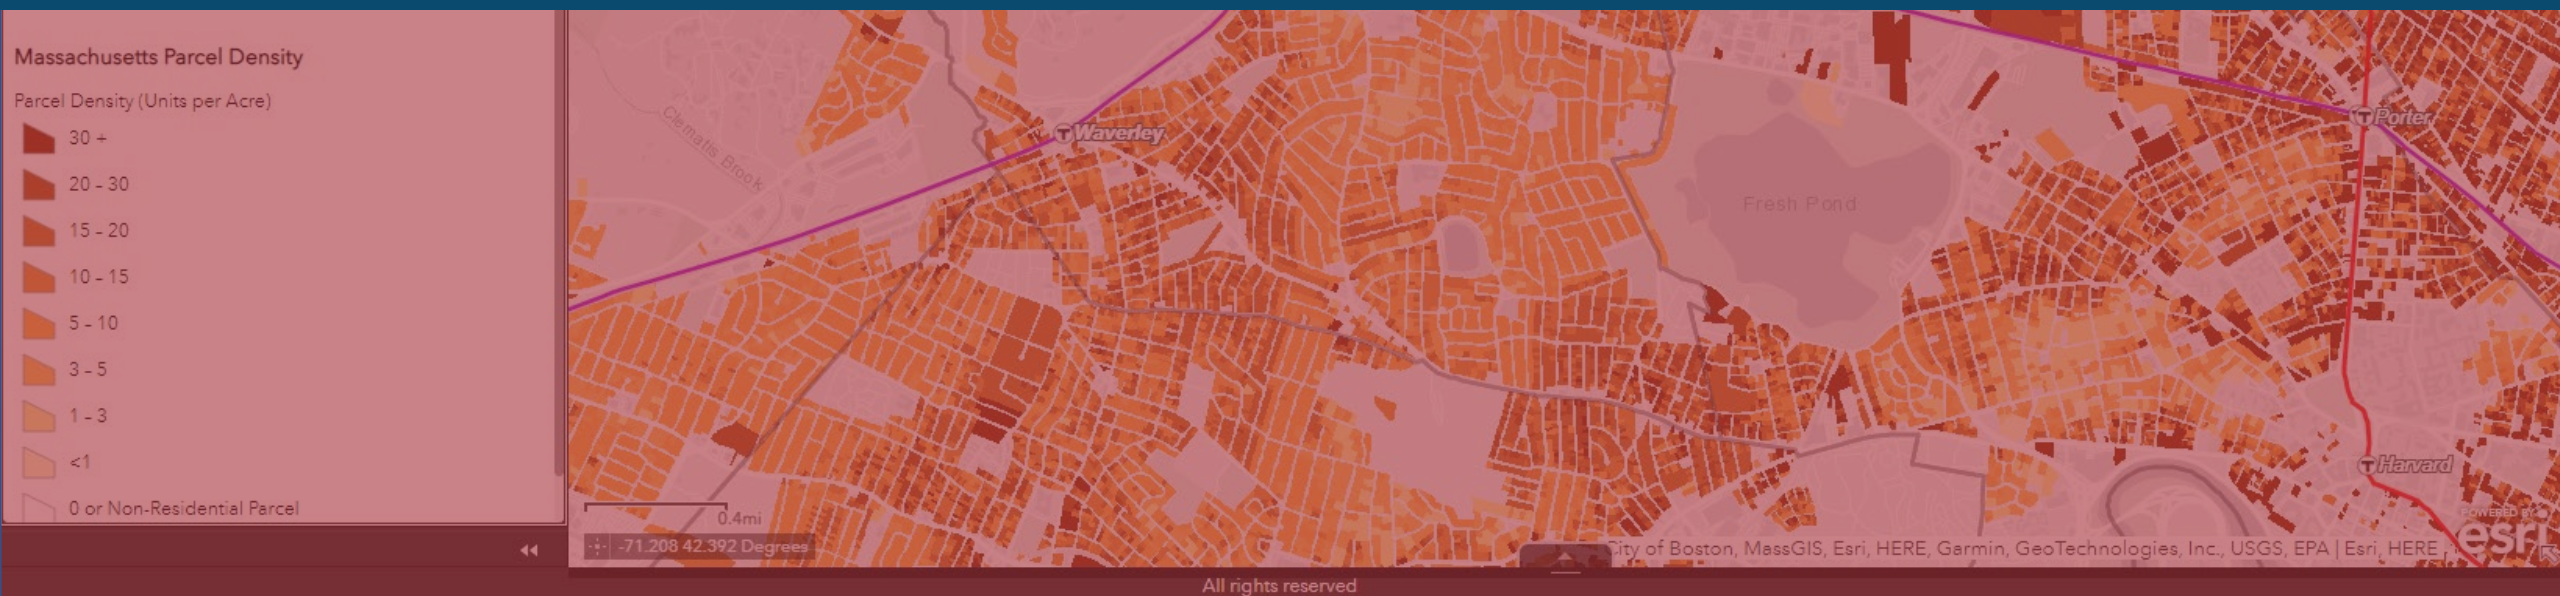 Massachusetts Parcel Density
Parcel Density (Units per Acre)
30 +
20 - 30
15 - 20
10 - 15
5 - 10
3 - 5
1 - 3
<1
0 or Non-Residential Parcel
Clematis Brook
T Waverley
Fresh Pond
T Porter
T Harvard
0.4mi
-71.208 42.392 Degrees
City of Boston, MassGIS, Esri, HERE, Garmin, GeoTechnologies, Inc., USGS, EPA | Esri, HERE
POWERED BY
esri
All rights reserved